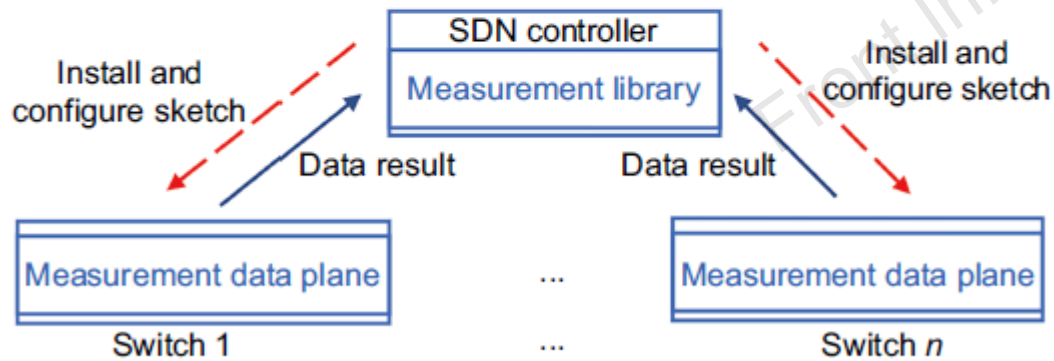 SDN controller
Measurement library
Install and
configure sketch
Install and
configure sketch
Data result
Data result
Measurement data plane
...
Measurement data plane
Switch 1
...
Switch n
Front